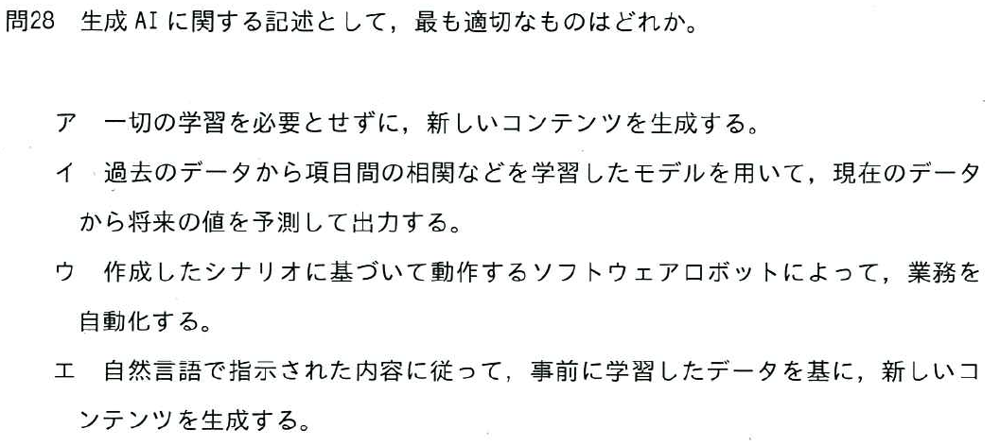 問28　生成 AI に関する記述として，最も適切なものはどれか。
ア　一切の学習を必要とせずに，新しいコンテンツを生成する。
イ　過去のデータから項目間の相関などを学習したモデルを用いて，現在のデータ
から将来の値を予測して出力する。
ウ　作成したシナリオに基づいて動作するソフトウェアロボットによって，業務を
自動化する。
エ　自然言語で指示された内容に従って，事前に学習したデータを基に，新しいコ
ンテンツを生成する。